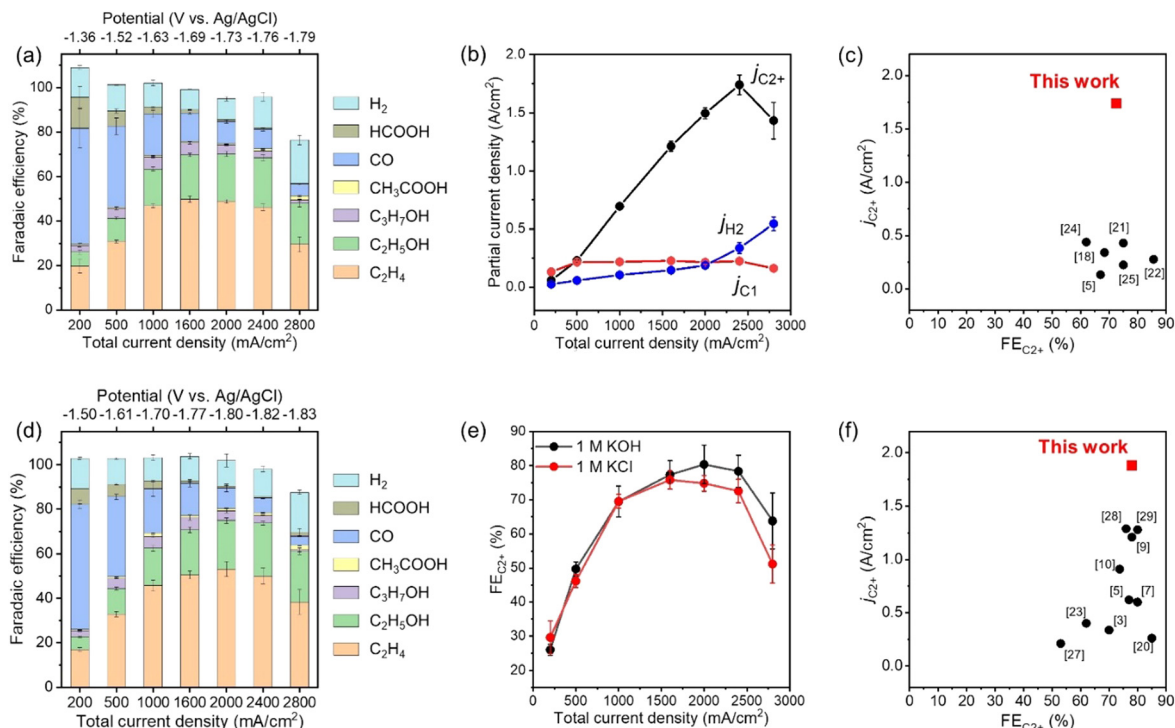 (a)
Potential (V vs. Ag/AgCl)
-1.36 -1.52 -1.63 -1.69 -1.73 -1.76 -1.79
Faradaic efficiency (%)
100
80
60
40
20
0
200 500 1000 1600 2000 2400 2800
Total current density (mA/cm²)
H₂
HCOOH
CO
CH₃COOH
C₃H₇OH
C₂H₅OH
C₂H₄
(b)
Partial current density (A/cm²)
2.0
1.5
1.0
0.5
0.0
jC2+
jH2
jC1
0 500 1000 1500 2000 2500 3000
Total current density (mA/cm²)
(c)
jC2+ (A/cm²)
2.0
1.5
1.0
0.5
0.0
This work
[24] [21]
[18] [22]
[5] [25]
0 10 20 30 40 50 60 70 80 90
FEC2+ (%)
(d)
Potential (V vs. Ag/AgCl)
-1.50 -1.61 -1.70 -1.77 -1.80 -1.82 -1.83
Faradaic efficiency (%)
100
80
60
40
20
0
200 500 1000 1600 2000 2400 2800
Total current density (mA/cm²)
H₂
HCOOH
CO
CH₃COOH
C₃H₇OH
C₂H₅OH
C₂H₄
(e)
FEC2+ (%)
90
80
70
60
50
40
30
20
1 M KOH
1 M KCl
0 500 1000 1500 2000 2500 3000
Total current density (mA/cm²)
(f)
jC2+ (A/cm²)
2.0
1.5
1.0
0.5
0.0
This work
[28] [29]
[9]
[10]
[5] [7]
[23] [3]
[27] [20]
0 10 20 30 40 50 60 70 80 90
FEC2+ (%)